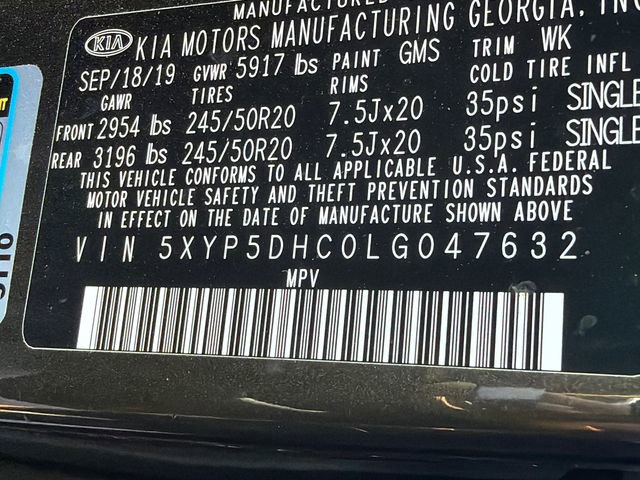 MANUFACTURED
KIA KIA MOTORS MANUFACTURING GEORGIA, INC
SEP/18/19 GVWR 5917 lbs PAINT GMS TRIM WK
GAWR TIRES RIMS COLD TIRE INFL
FRONT 2954 lbs 245/50R20 7.5Jx20 35psi SINGLE
REAR 3196 lbs 245/50R20 7.5Jx20 35psi SINGLE
THIS VEHICLE CONFORMS TO ALL APPLICABLE U.S.A. FEDERAL
MOTOR VEHICLE SAFETY AND THEFT PREVENTION STANDARDS
IN EFFECT ON THE DATE OF MANUFACTURE SHOWN ABOVE
VIN 5XYP5DHC0LG047632
MPV